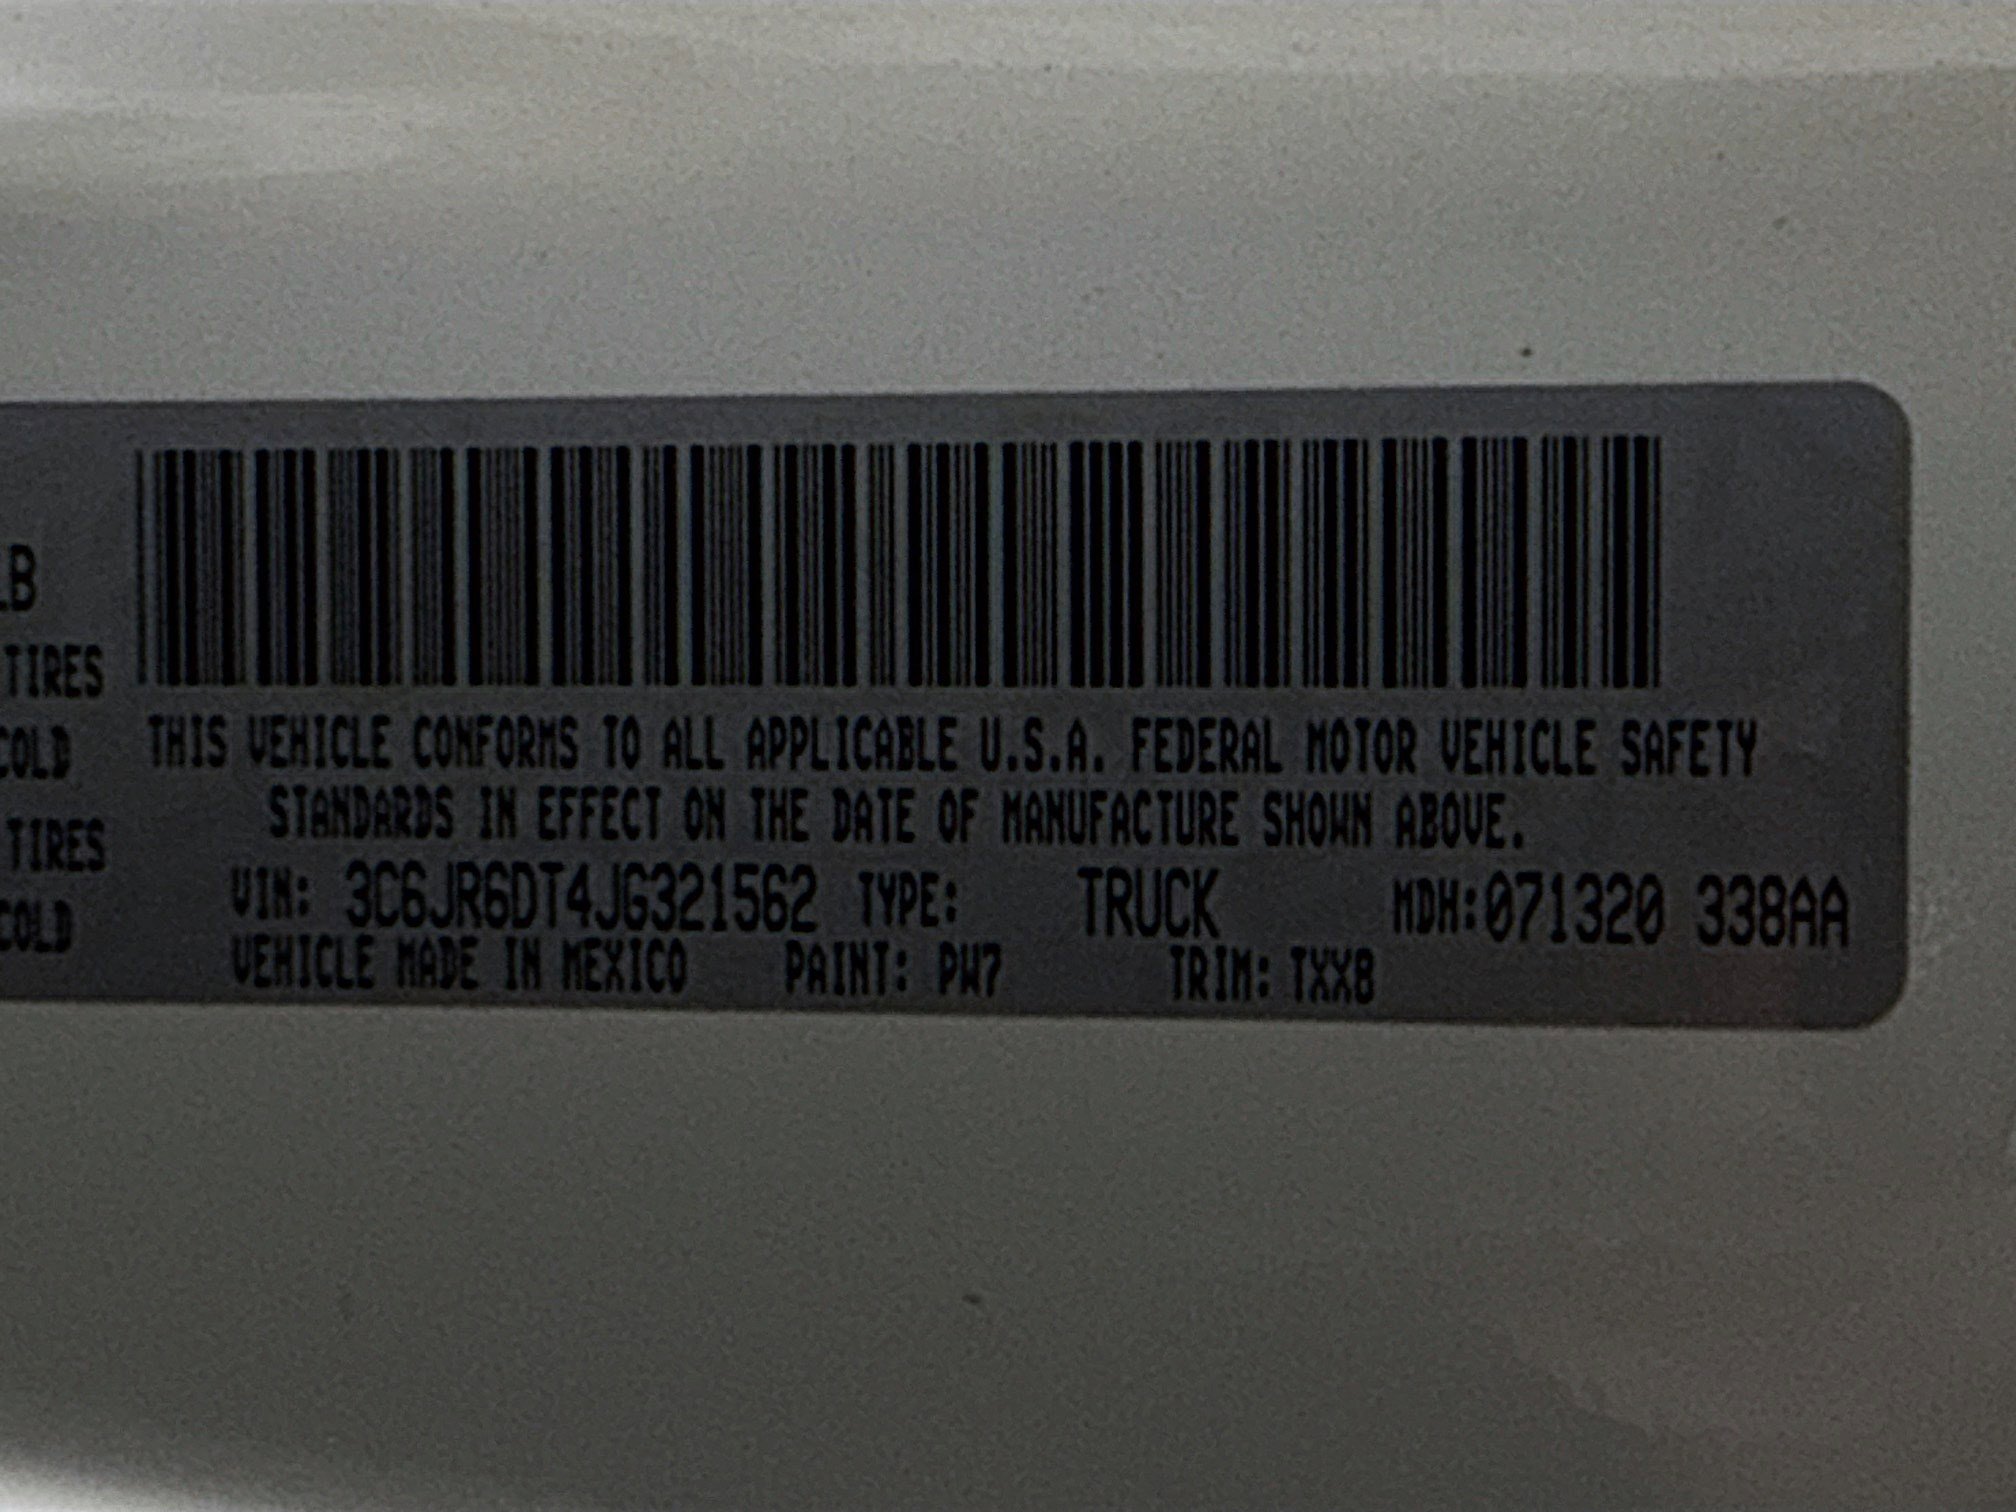 LB
TIRES
COLD
TIRES
COLD
THIS VEHICLE CONFORMS TO ALL APPLICABLE U.S.A. FEDERAL MOTOR VEHICLE SAFETY
STANDARDS IN EFFECT ON THE DATE OF MANUFACTURE SHOWN ABOVE.
VIN: 3C6JR6DT4JG321562 TYPE: TRUCK MDH:071320 338AA
VEHICLE MADE IN MEXICO PAINT: PW7 TRIM: TXX8